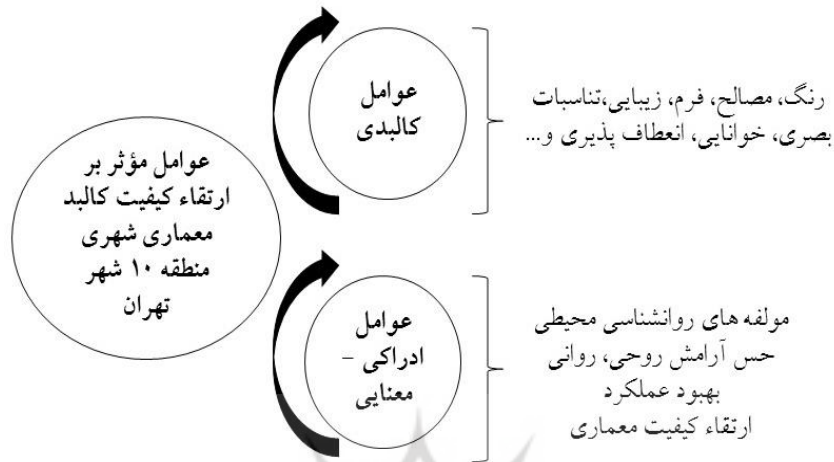 عوامل مؤثر بر
ارتقاء کیفیت کالبد
معماری شهری
منطقه ۱۰ شهر
تهران
عوامل
کالبدی
رنگ، مصالح، فرم، زیبایی،تناسبات
بصری، خوانایی، انعطاف پذیری و...
عوامل
ادراکی –
معنایی
مولفه های روانشناسی محیطی
حس آرامش روحی، روانی
بهبود عملکرد
ارتقاء کیفیت معماری